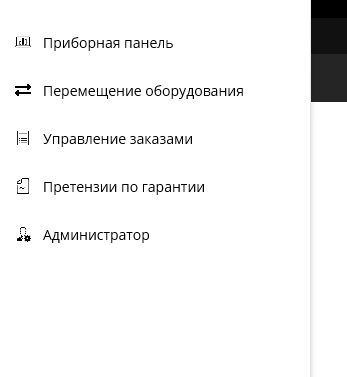 Приборная панель
Перемещение оборудования
Управление заказами
Претензии по гарантии
Администратор